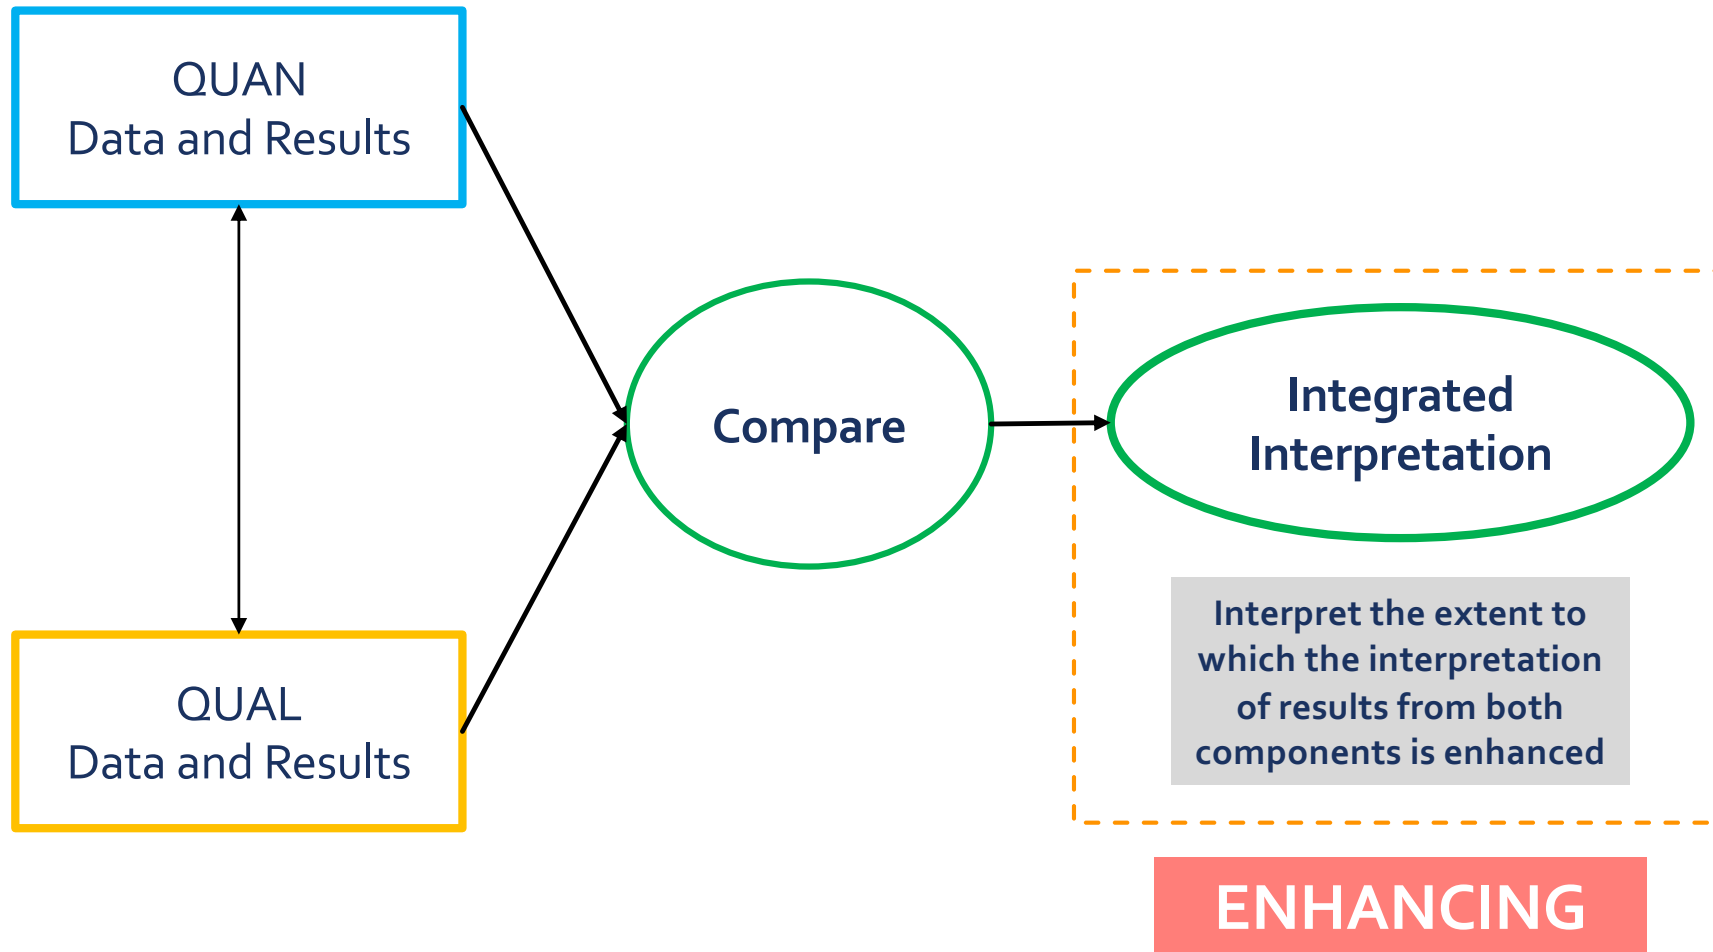 QUAN
Data and Results
QUAL
Data and Results
Compare
Integrated
Interpretation
Interpret the extent to
which the interpretation
of results from both
components is enhanced
ENHANCING